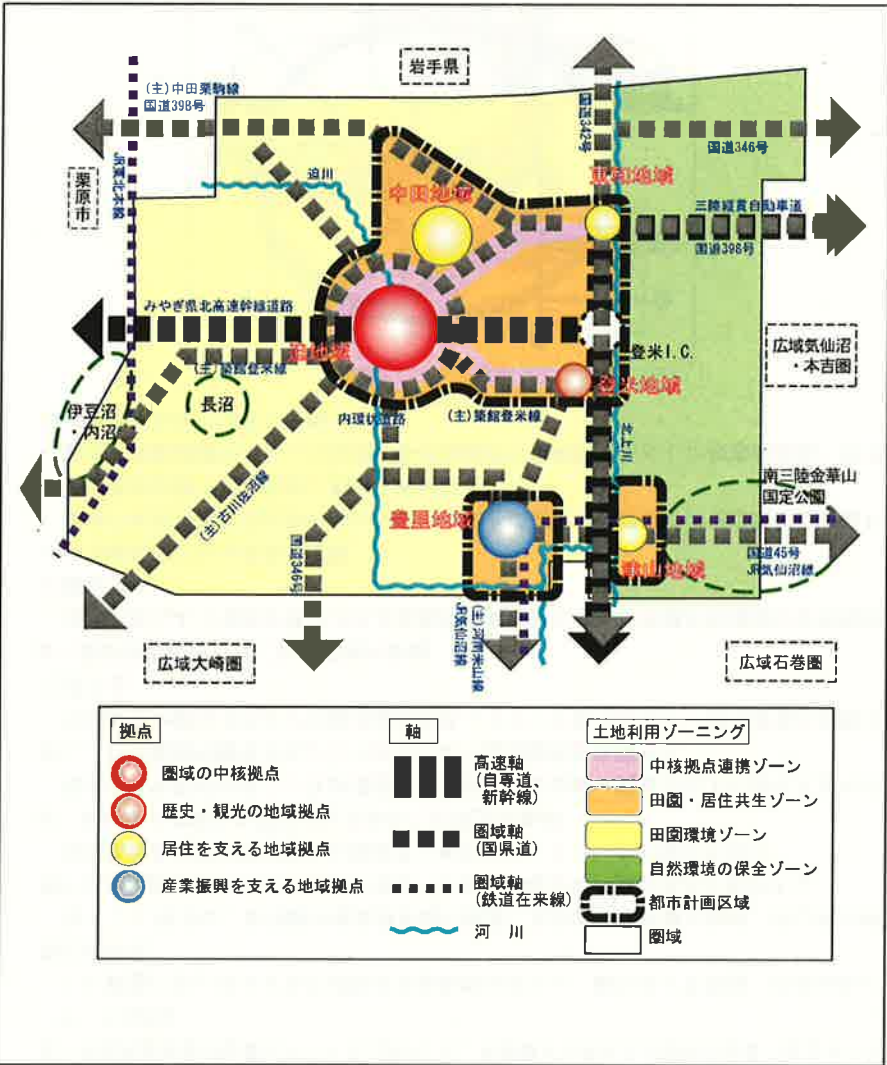 岩手県
(主)中田栗駒線
国道398号
国道342号
国道346号
JR東北本線
栗原市
迫川
中田地域
東和地域
三陸縦貫自動車道
国道398号
みやぎ県北高速幹線道路
迫地域
(主)築館登米線
登米I.C.
広域気仙沼
・本吉圏
伊豆沼
・内沼
長沼
登米地域
内環状道路
(主)築館登米線
北上川
南三陸金華山
国定公園
(主)古川佐沼線
豊里地域
国道346号
津山地域
国道45号
JR気仙沼線
JR気仙沼線
(主)河南米山線
広域大崎圏
広域石巻圏
拠点
圏域の中核拠点
歴史・観光の地域拠点
居住を支える地域拠点
産業振興を支える地域拠点
軸
高速軸
(自専道、
新幹線)
圏域軸
(国県道)
圏域軸
(鉄道在来線)
河 川
土地利用ゾーニング
中核拠点連携ゾーン
田園・居住共生ゾーン
田園環境ゾーン
自然環境の保全ゾーン
都市計画区域
圏域